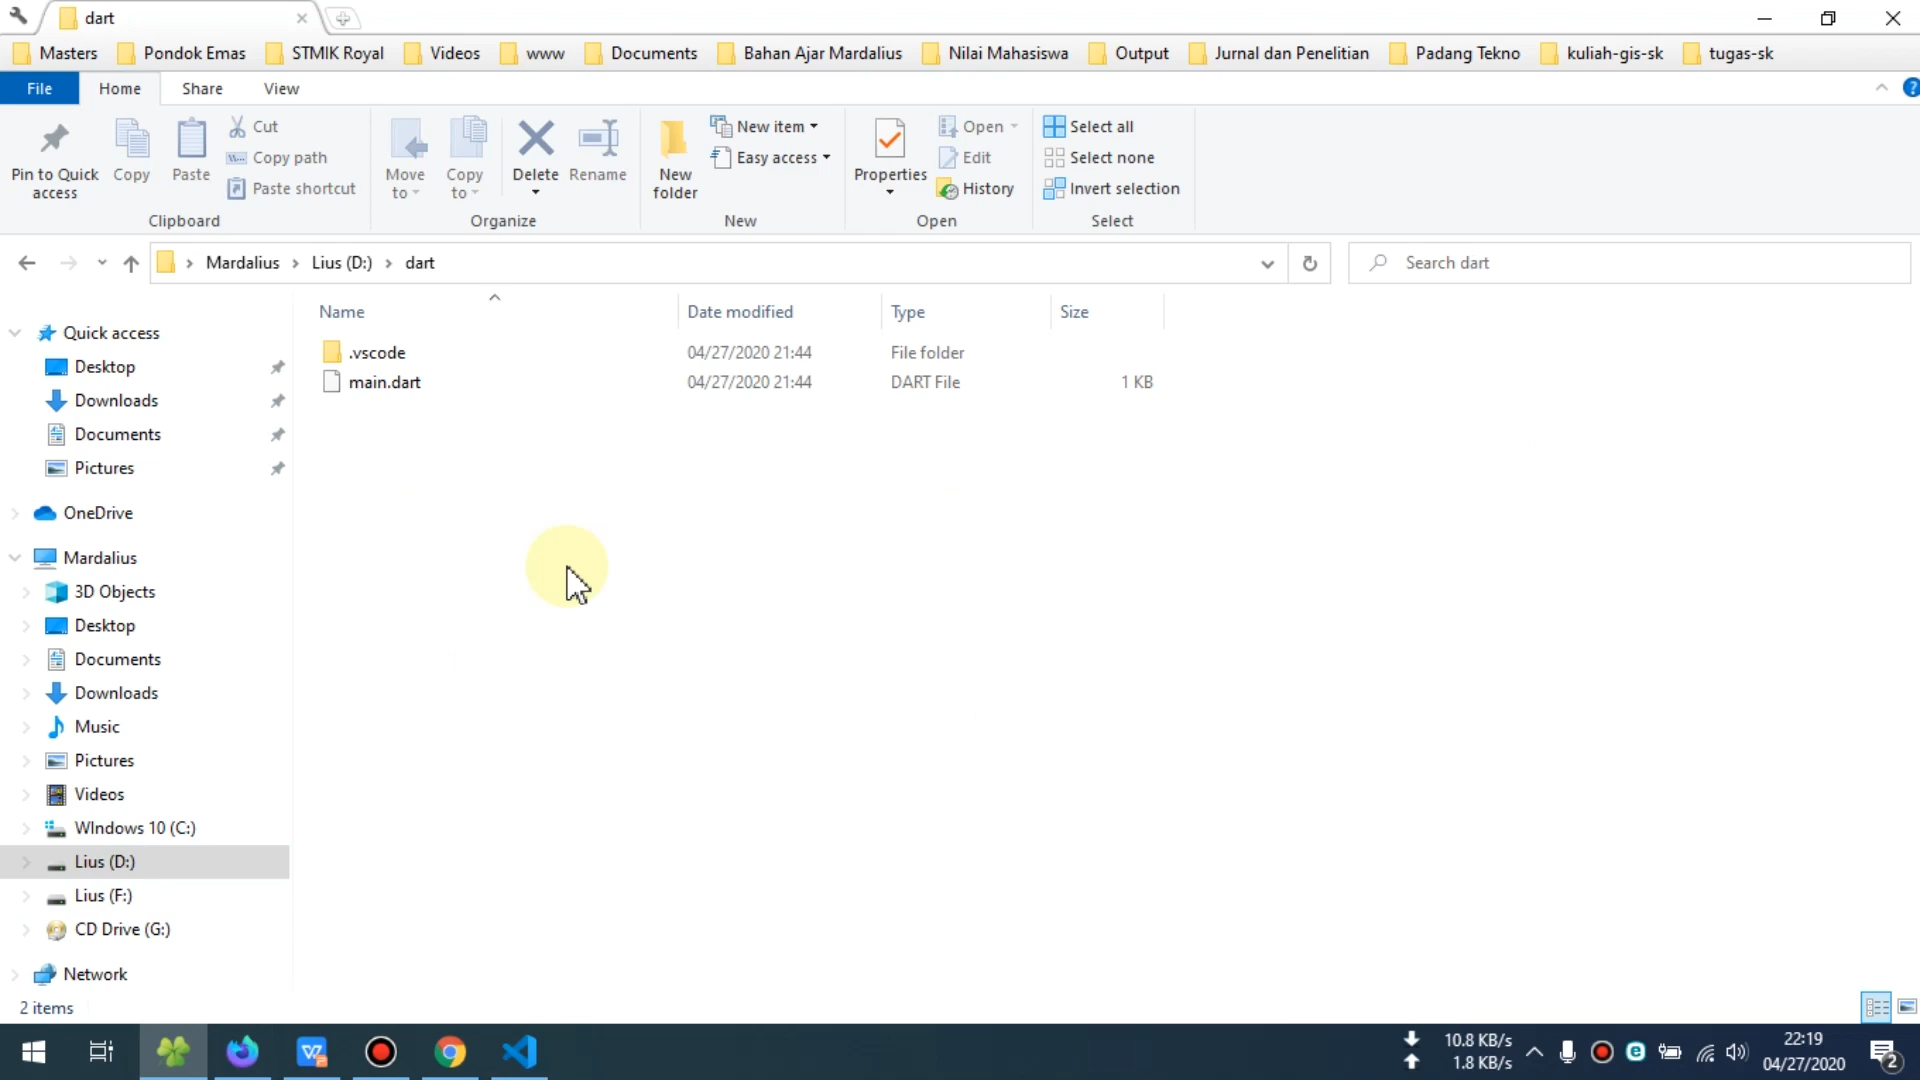 dart
Masters Pondok Emas STMIK Royal Videos www Documents Bahan Ajar Mardalius Nilai Mahasiswa Output Jurnal dan Penelitian Padang Tekno kuliah-gis-sk tugas-sk
File Home Share View
Pin to Quick access
Copy
Paste
Cut
Copy path
Paste shortcut
Clipboard
Move to
Copy to
Delete
Rename
Organize
New folder
New item
Easy access
New
Properties
Open
Edit
History
Open
Select all
Select none
Invert selection
Select
Mardalius > Lius (D:) > dart
Search dart
Name Date modified Type Size
.vscode 04/27/2020 21:44 File folder
main.dart 04/27/2020 21:44 DART File 1 KB
Quick access
Desktop
Downloads
Documents
Pictures
OneDrive
Mardalius
3D Objects
Desktop
Documents
Downloads
Music
Pictures
Videos
WIndows 10 (C:)
Lius (D:)
Lius (F:)
CD Drive (G:)
Network
2 items
10.8 KB/s
1.8 KB/s
22:19
04/27/2020
2